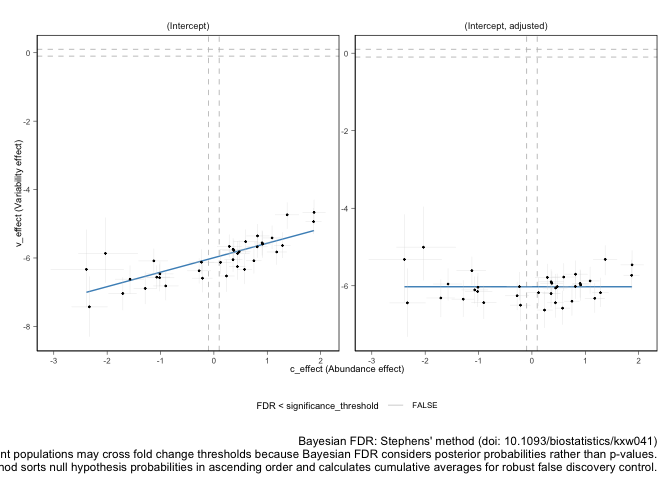 (Intercept)
(Intercept, adjusted)
v_effect (Variability effect)
0
-2
-4
-6
-8
0
-2
-4
-6
-3
-2
-1
0
1
2
-3
-2
-1
0
1
2
c_effect (Abundance effect)
FDR < significance_threshold
FALSE
Bayesian FDR: Stephens' method (doi: 10.1093/biostatistics/kxw041)
populations may cross fold change thresholds because Bayesian FDR considers posterior probabilities rather than p-values.
sorts null hypothesis probabilities in ascending order and calculates cumulative averages for robust false discovery control.